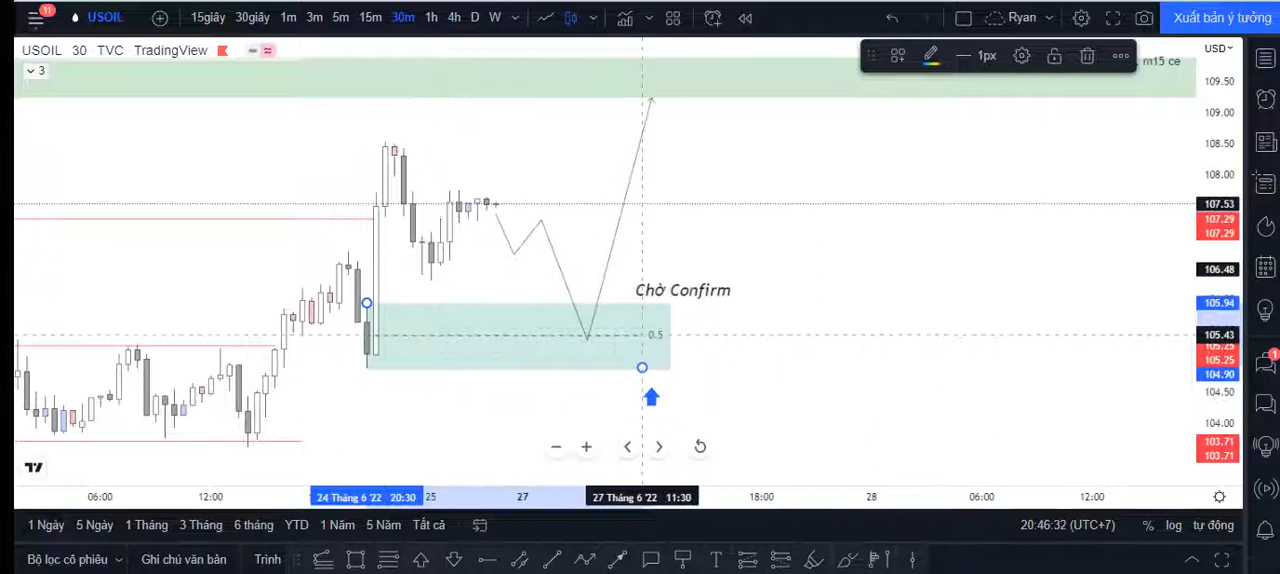 11
USOIL
15giây 30giây 1m 3m 5m 15m 30m 1h 4h D W
Ryan
Xuất bản ý tưởng
USOIL 30 TVC TradingView
1px
USD
3
m15 ce
109.50
109.00
108.50
108.00
107.53
107.29
107.29
106.48
Chờ Confirm
105.94
0.5
105.43
105.25
105.25
104.90
104.50
104.00
103.71
103.71
1
06:00 12:00 24 Tháng 6 '22 20:30 25 27 27 Tháng 6 '22 11:30 18:00 28 06:00 12:00
1 Ngày 5 Ngày 1 Tháng 3 Tháng 6 tháng YTD 1 Năm 5 Năm Tất cả
20:46:32 (UTC+7) % log tự động
Bộ lọc cổ phiếu Ghi chú văn bản Trình